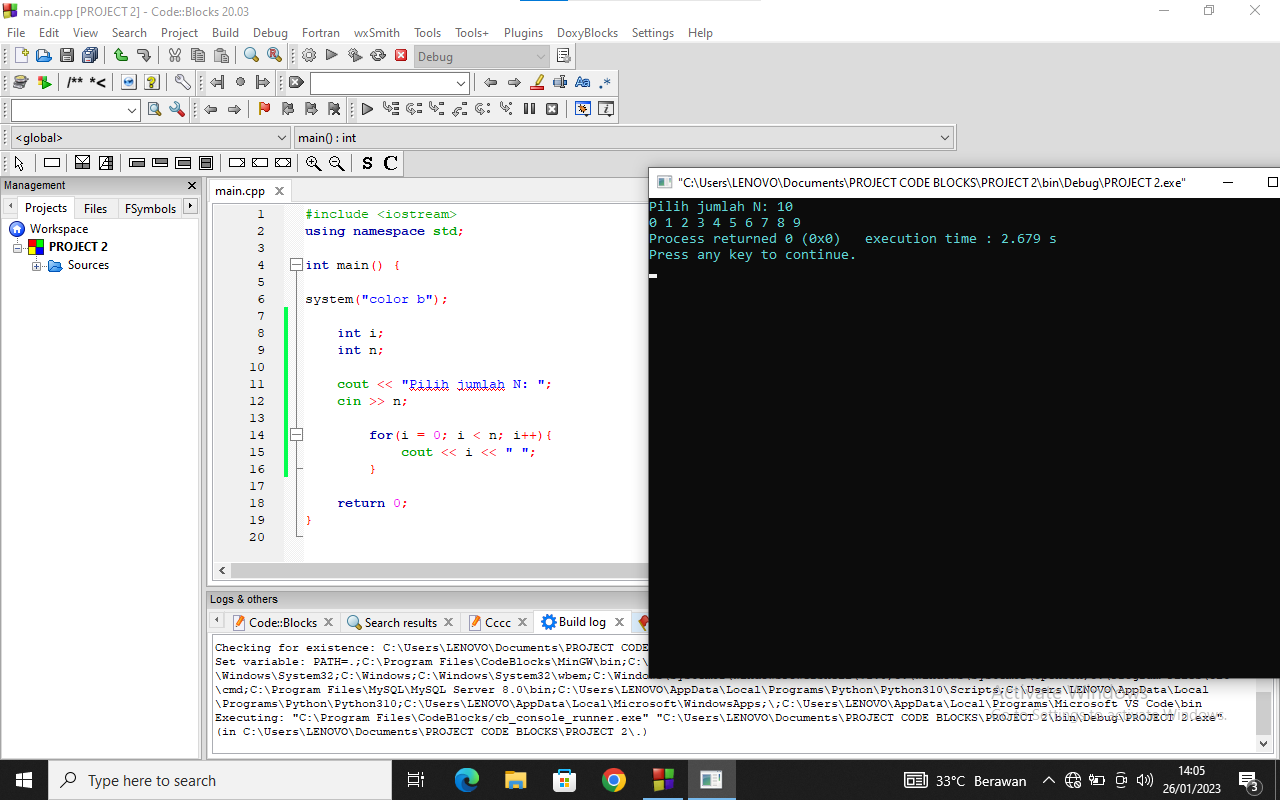 main.cpp [PROJECT 2] - Code::Blocks 20.03
File Edit View Search Project Build Debug Fortran wxSmith Tools Tools+ Plugins DoxyBlocks Settings Help
Debug
/** *<
Aa .*
<global>
main() : int
S C
Management
Projects Files FSymbols
Workspace
PROJECT 2
Sources
main.cpp
1 #include <iostream>
2 using namespace std;
3
4 int main() {
5
6 system("color b");
7
8 int i;
9 int n;
10
11 cout << "Pilih jumlah N: ";
12 cin >> n;
13
14 for(i = 0; i < n; i++){
15 cout << i << " ";
16 }
17
18 return 0;
19 }
20
"C:\Users\LENOVO\Documents\PROJECT CODE BLOCKS\PROJECT 2\bin\Debug\PROJECT 2.exe"
Pilih jumlah N: 10
0 1 2 3 4 5 6 7 8 9
Process returned 0 (0x0) execution time : 2.679 s
Press any key to continue.
Logs & others
Code::Blocks Search results Cccc Build log
Checking for existence: C:\Users\LENOVO\Documents\PROJECT CODE
Set variable: PATH=.;C:\Program Files\CodeBlocks\MinGW\bin;C:\
\Windows\System32;C:\Windows;C:\Windows\System32\wbem;
\cmd;C:\Program Files\MySQL\MySQL Server 8.0\bin;C:\Users\LENOVO\AppData\Local\Programs\Python\Python310\Scripts;C:\Users\LENOVO\AppData\Local
\Programs\Python\Python310;C:\Users\LENOVO\AppData\Local\Microsoft\WindowsApps;\;C:\Users\LENOVO\AppData\Local\Programs\Microsoft VS Code\bin
Executing: "C:\Program Files\CodeBlocks/cb_console_runner.exe" "C:\Users\LENOVO\Documents\PROJECT CODE BLOCKS\PROJECT 2\bin\Debug\PROJECT 2.exe"
(in C:\Users\LENOVO\Documents\PROJECT CODE BLOCKS\PROJECT 2\.)
Activate Windows
Go to Settings to activate Windows.
Type here to search
33°C Berawan
14:05
26/01/2023
3